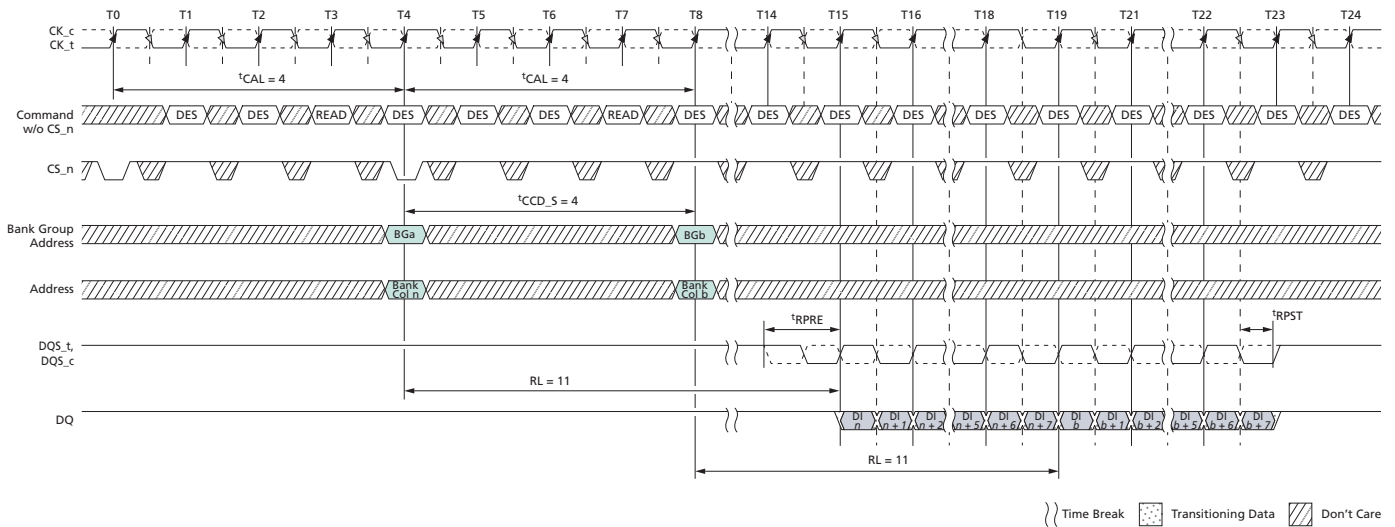 T0 T1 T2 T3 T4 T5 T6 T7 T8 T14 T15 T16 T18 T19 T21 T22 T23 T24
CK_c
CK_t
tCAL = 4 tCAL = 4
Command
w/o CS_n
DES DES READ DES DES DES READ DES DES DES DES DES DES DES DES DES DES
CS_n
tCCD_S = 4
Bank Group
Address
BGa BGb
Address
Bank
Col n
Bank
Col b
tRPRE tRPST
DQS_t,
DQS_c
RL = 11
DQ
DI
n
DI
n + 1
DI
n + 2
DI
n + 5
DI
n + 6
DI
n + 7
DI
b
DI
b + 1
DI
b + 2
DI
b + 5
DI
b + 6
DI
b + 7
RL = 11
Time Break Transitioning Data Don't Care